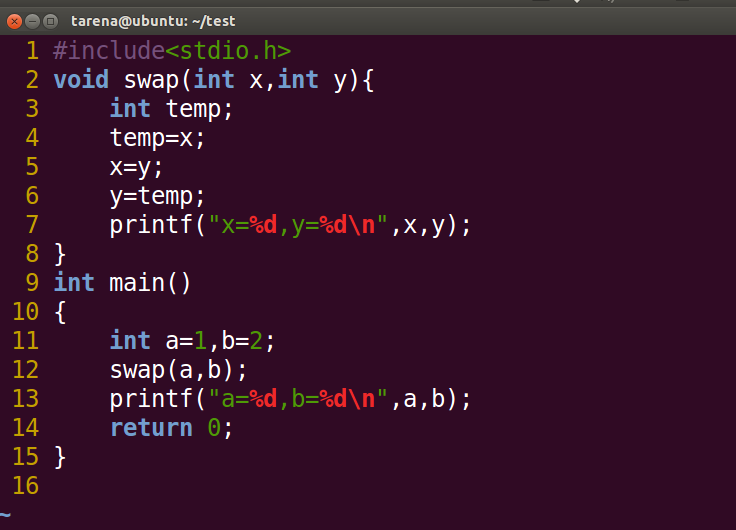 tarena@ubuntu: ~/test
1 #include<stdio.h>
2 void swap(int x,int y){
3     int temp;
4     temp=x;
5     x=y;
6     y=temp;
7     printf("x=%d,y=%d\n",x,y);
8 }
9 int main()
10 {
11     int a=1,b=2;
12     swap(a,b);
13     printf("a=%d,b=%d\n",a,b);
14     return 0;
15 }
16
~